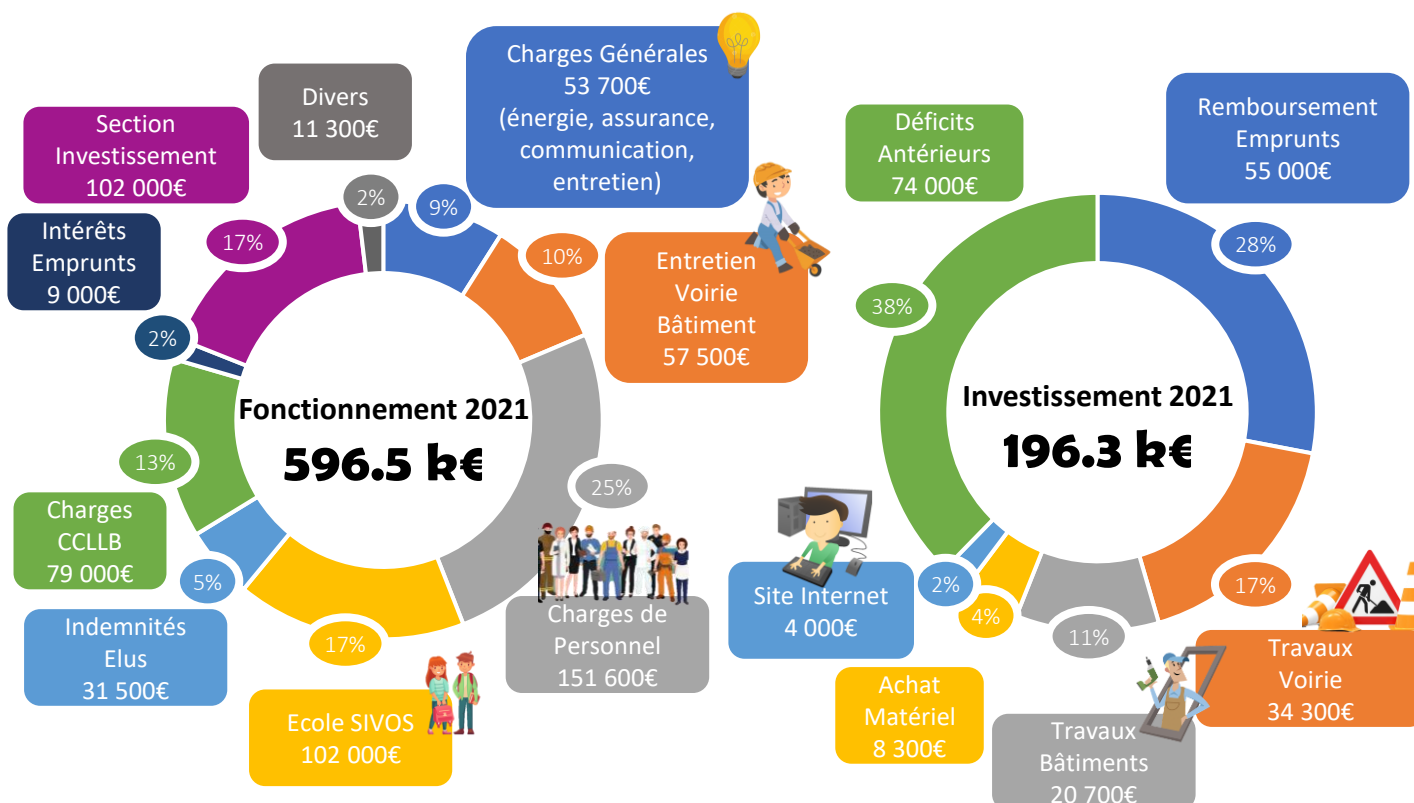 Charges Générales
53 700€
(énergie, assurance,
communication,
entretien)
Divers
11 300€
Section
Investissement
102 000€
Intérêts
Emprunts
9 000€
2%
9%
17%
10%
2%
Entretien
Voirie
Bâtiment
57 500€
Fonctionnement 2021
596.5 k€
13%
25%
Charges
CCLLB
79 000€
5%
Charges de
Personnel
151 600€
Indemnités
Elus
31 500€
17%
Ecole SIVOS
102 000€
Déficits
Antérieurs
74 000€
Remboursement
Emprunts
55 000€
28%
38%
Investissement 2021
196.3 k€
2%
4%
11%
17%
Site Internet
4 000€
Achat
Matériel
8 300€
Travaux
Bâtiments
20 700€
Travaux
Voirie
34 300€